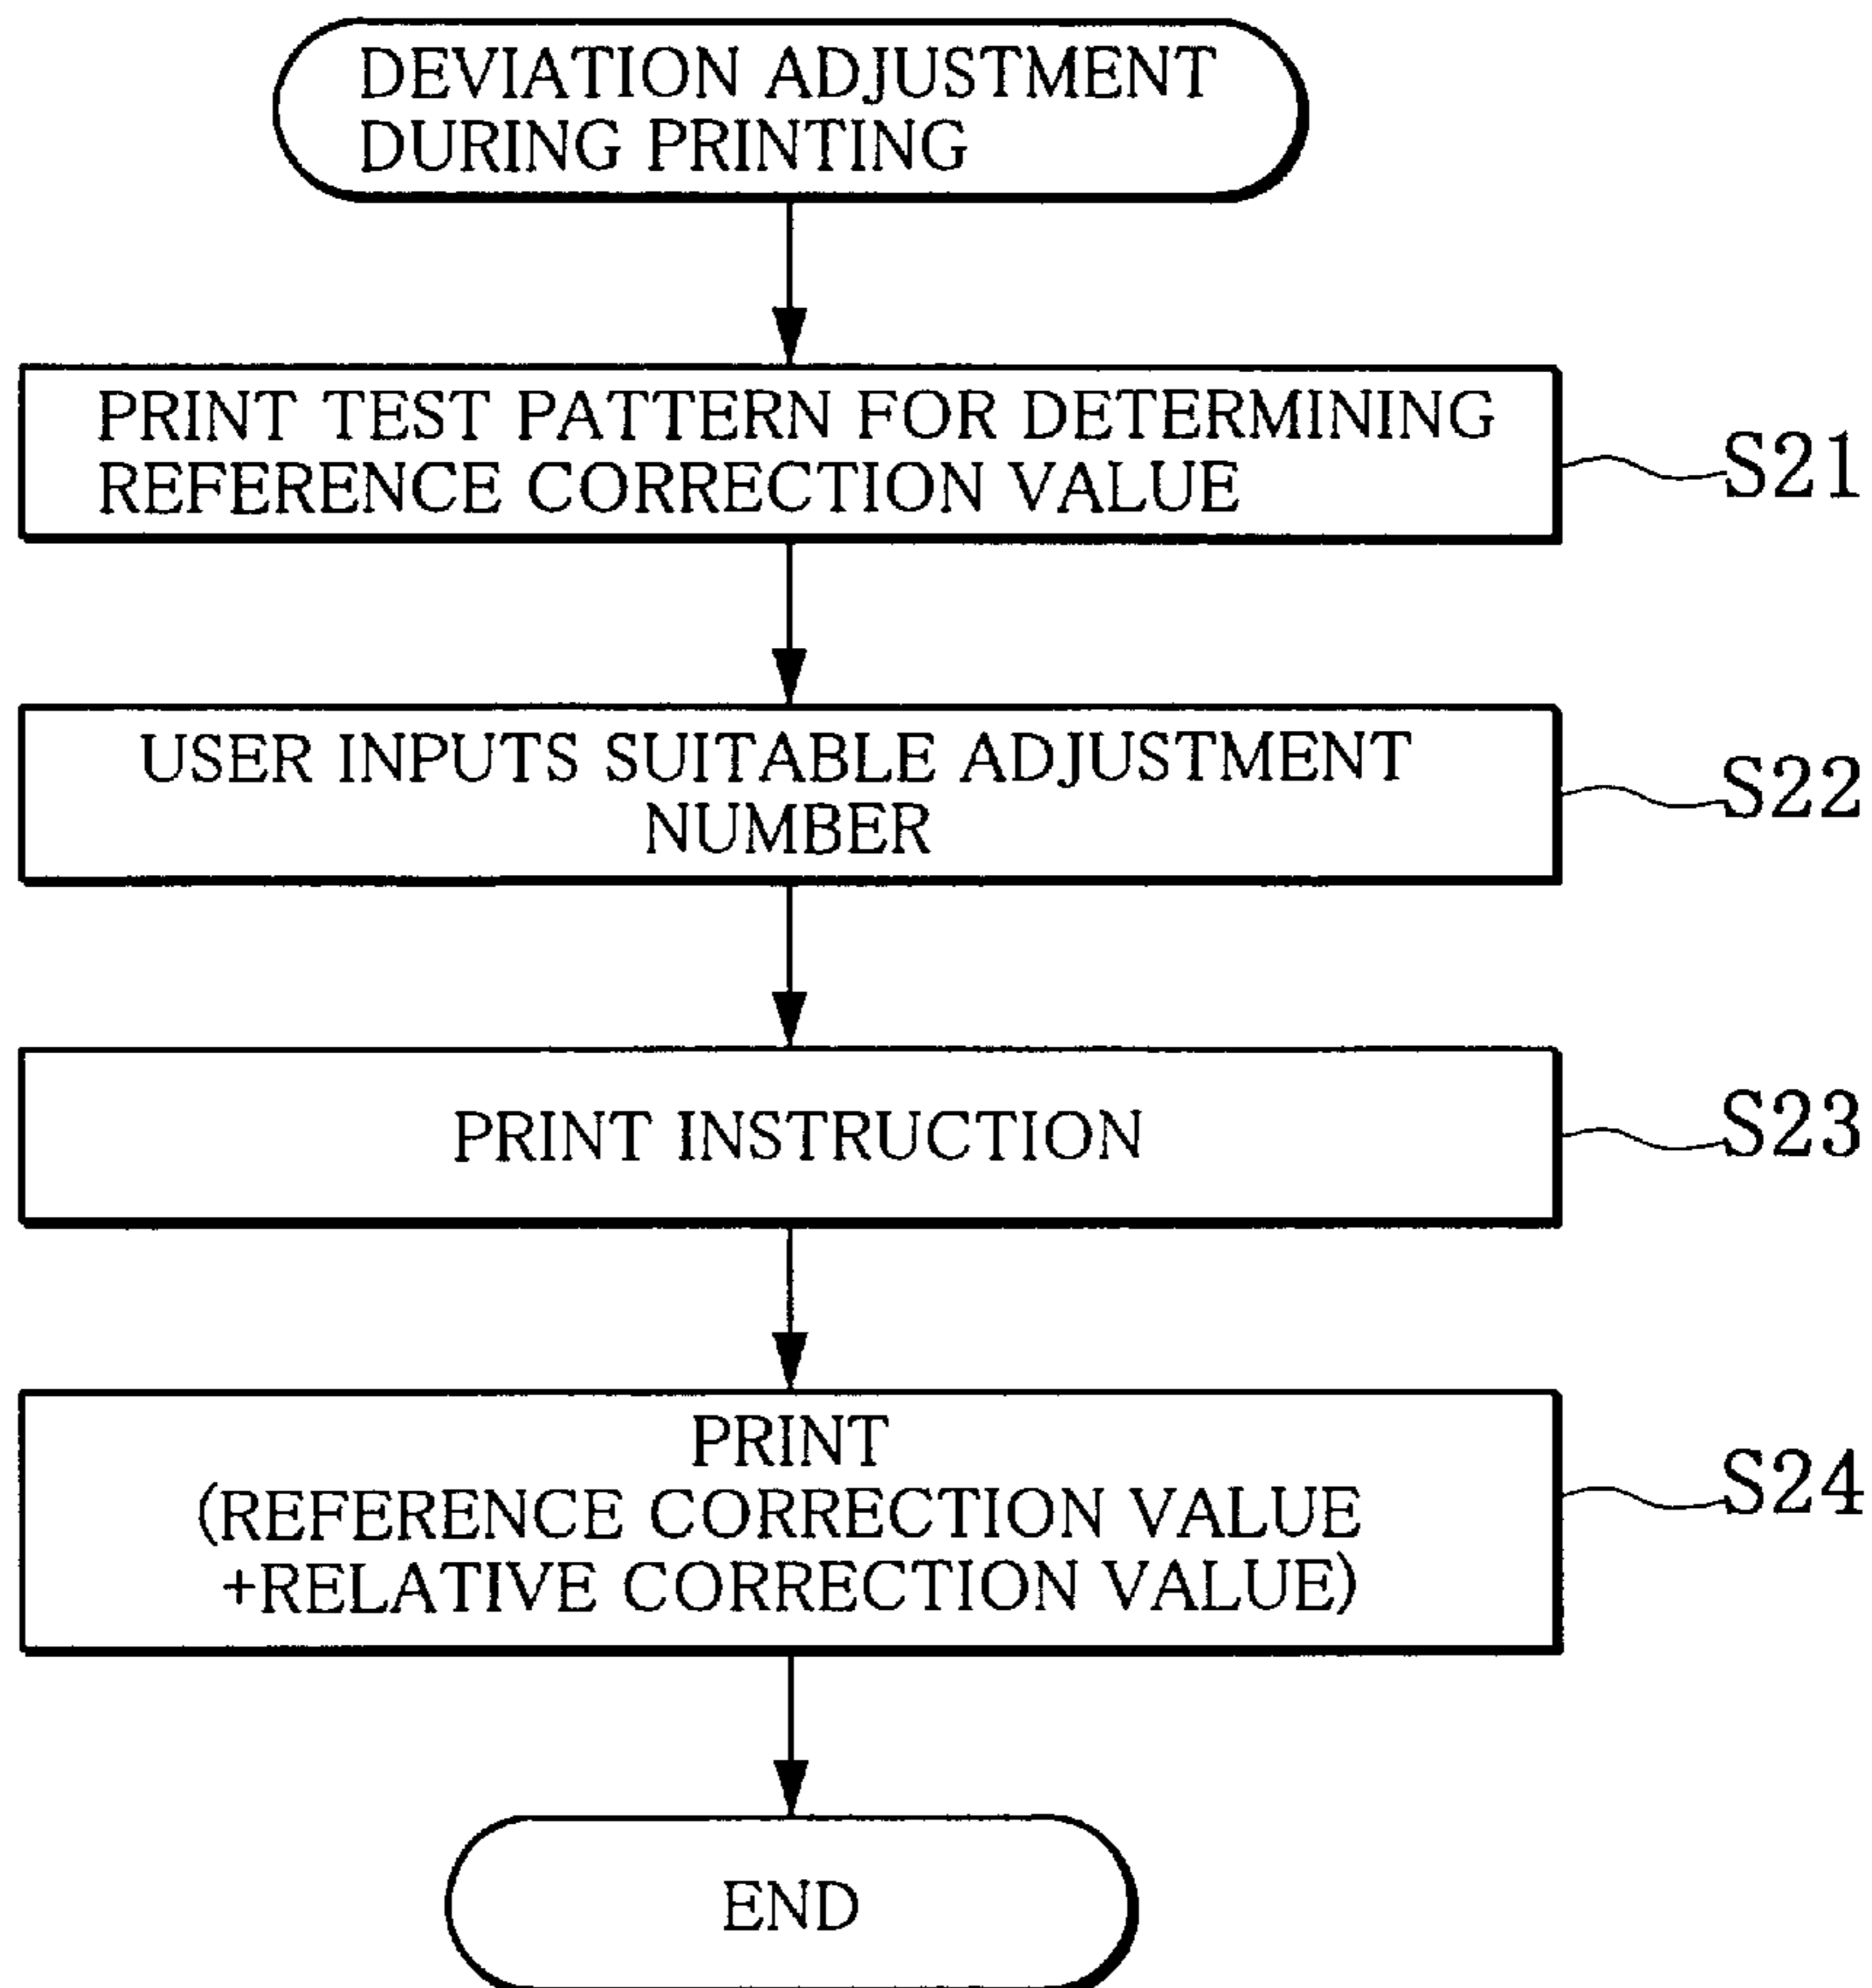 DEVIATION ADJUSTMENT
DURING PRINTING
PRINT TEST PATTERN FOR DETERMINING
REFERENCE CORRECTION VALUE
S21
USER INPUTS SUITABLE ADJUSTMENT
NUMBER
S22
PRINT INSTRUCTION
S23
PRINT
(REFERENCE CORRECTION VALUE
+RELATIVE CORRECTION VALUE)
S24
END